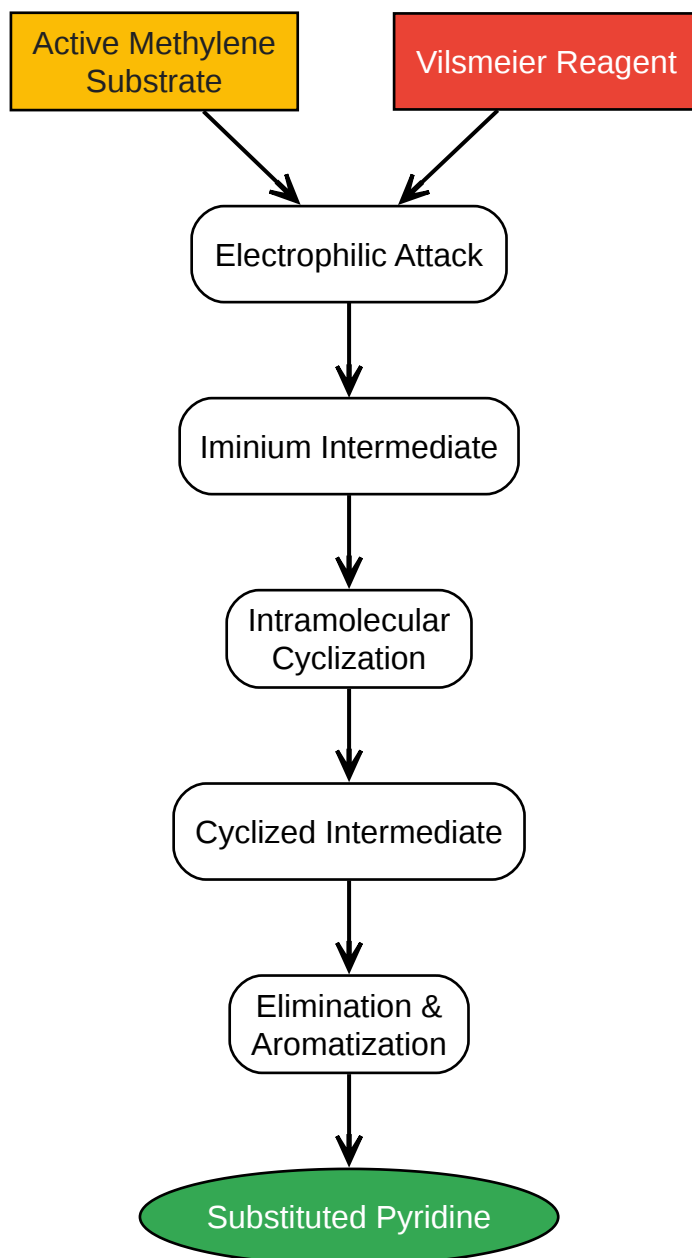 Active Methylene
Substrate
Vilsmeier Reagent
Electrophilic Attack
Iminium Intermediate
Intramolecular
Cyclization
Cyclized Intermediate
Elimination &
Aromatization
Substituted Pyridine